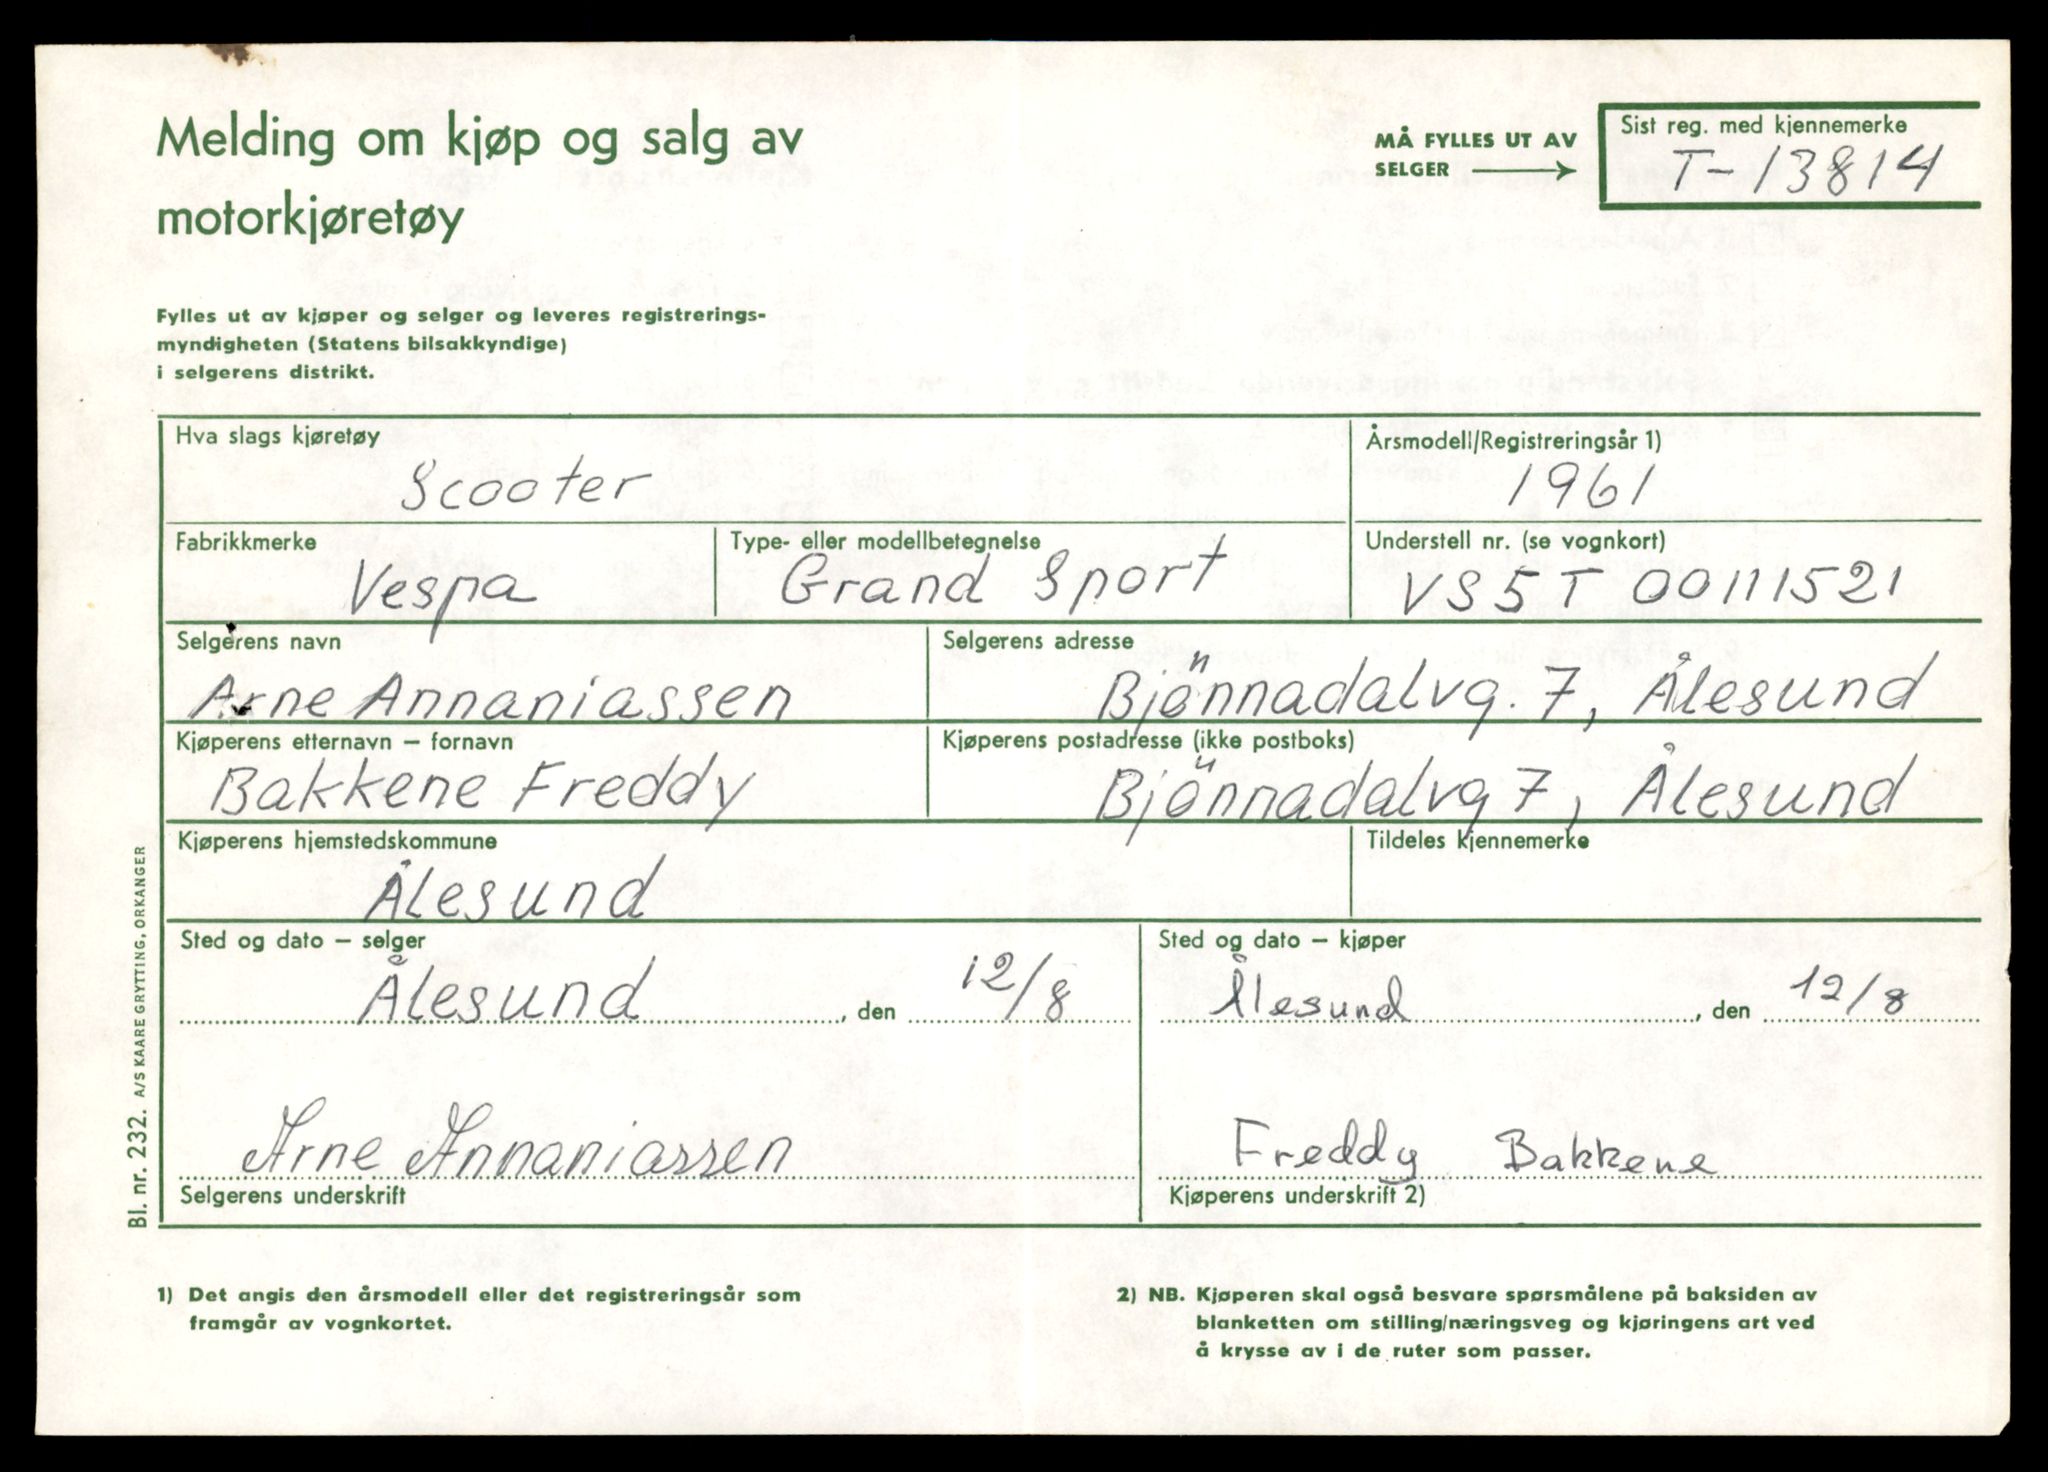 Melding om kjøp og salg av
motorkjøretøy
MÅ FYLLES UT AV
SELGER
Sist reg. med kjennemerke
T-13814
Fylles ut av kjøper og selger og leveres registrerings-
myndigheten (Statens bilsakkyndige)
i selgerens distrikt.
Hva slags kjøretøy
Scooter
Årsmodell/Registreringsår 1)
1961
Fabrikkmerke
Vespa
Type- eller modellbetegnelse
Grand Sport
Understell nr. (se vognkort)
VS5T 00111521
Selgerens navn
Arne Annaniassen
Selgerens adresse
Bjönnadalvg. 7, Ålesund
Kjøperens etternavn – fornavn
Bakkene Freddy
Kjøperens postadresse (ikke postboks)
Bjönnadalvg 7, Ålesund
Kjøperens hjemstedskommune
Ålesund
Tildeles kjennemerke
Sted og dato – selger
Ålesund, den 12/8
Sted og dato – kjøper
Ålesund, den 12/8
Arne Annaniassen
Selgerens underskrift
Freddy Bakkene
Kjøperens underskrift 2)
Bl. nr. 232. A/S KAARE GRYTTING, ORKANGER
1) Det angis den årsmodell eller det registreringsår som
framgår av vognkortet.
2) NB. Kjøperen skal også besvare spørsmålene på baksiden av
blanketten om stilling/næringsveg og kjøringens art ved
å krysse av i de ruter som passer.